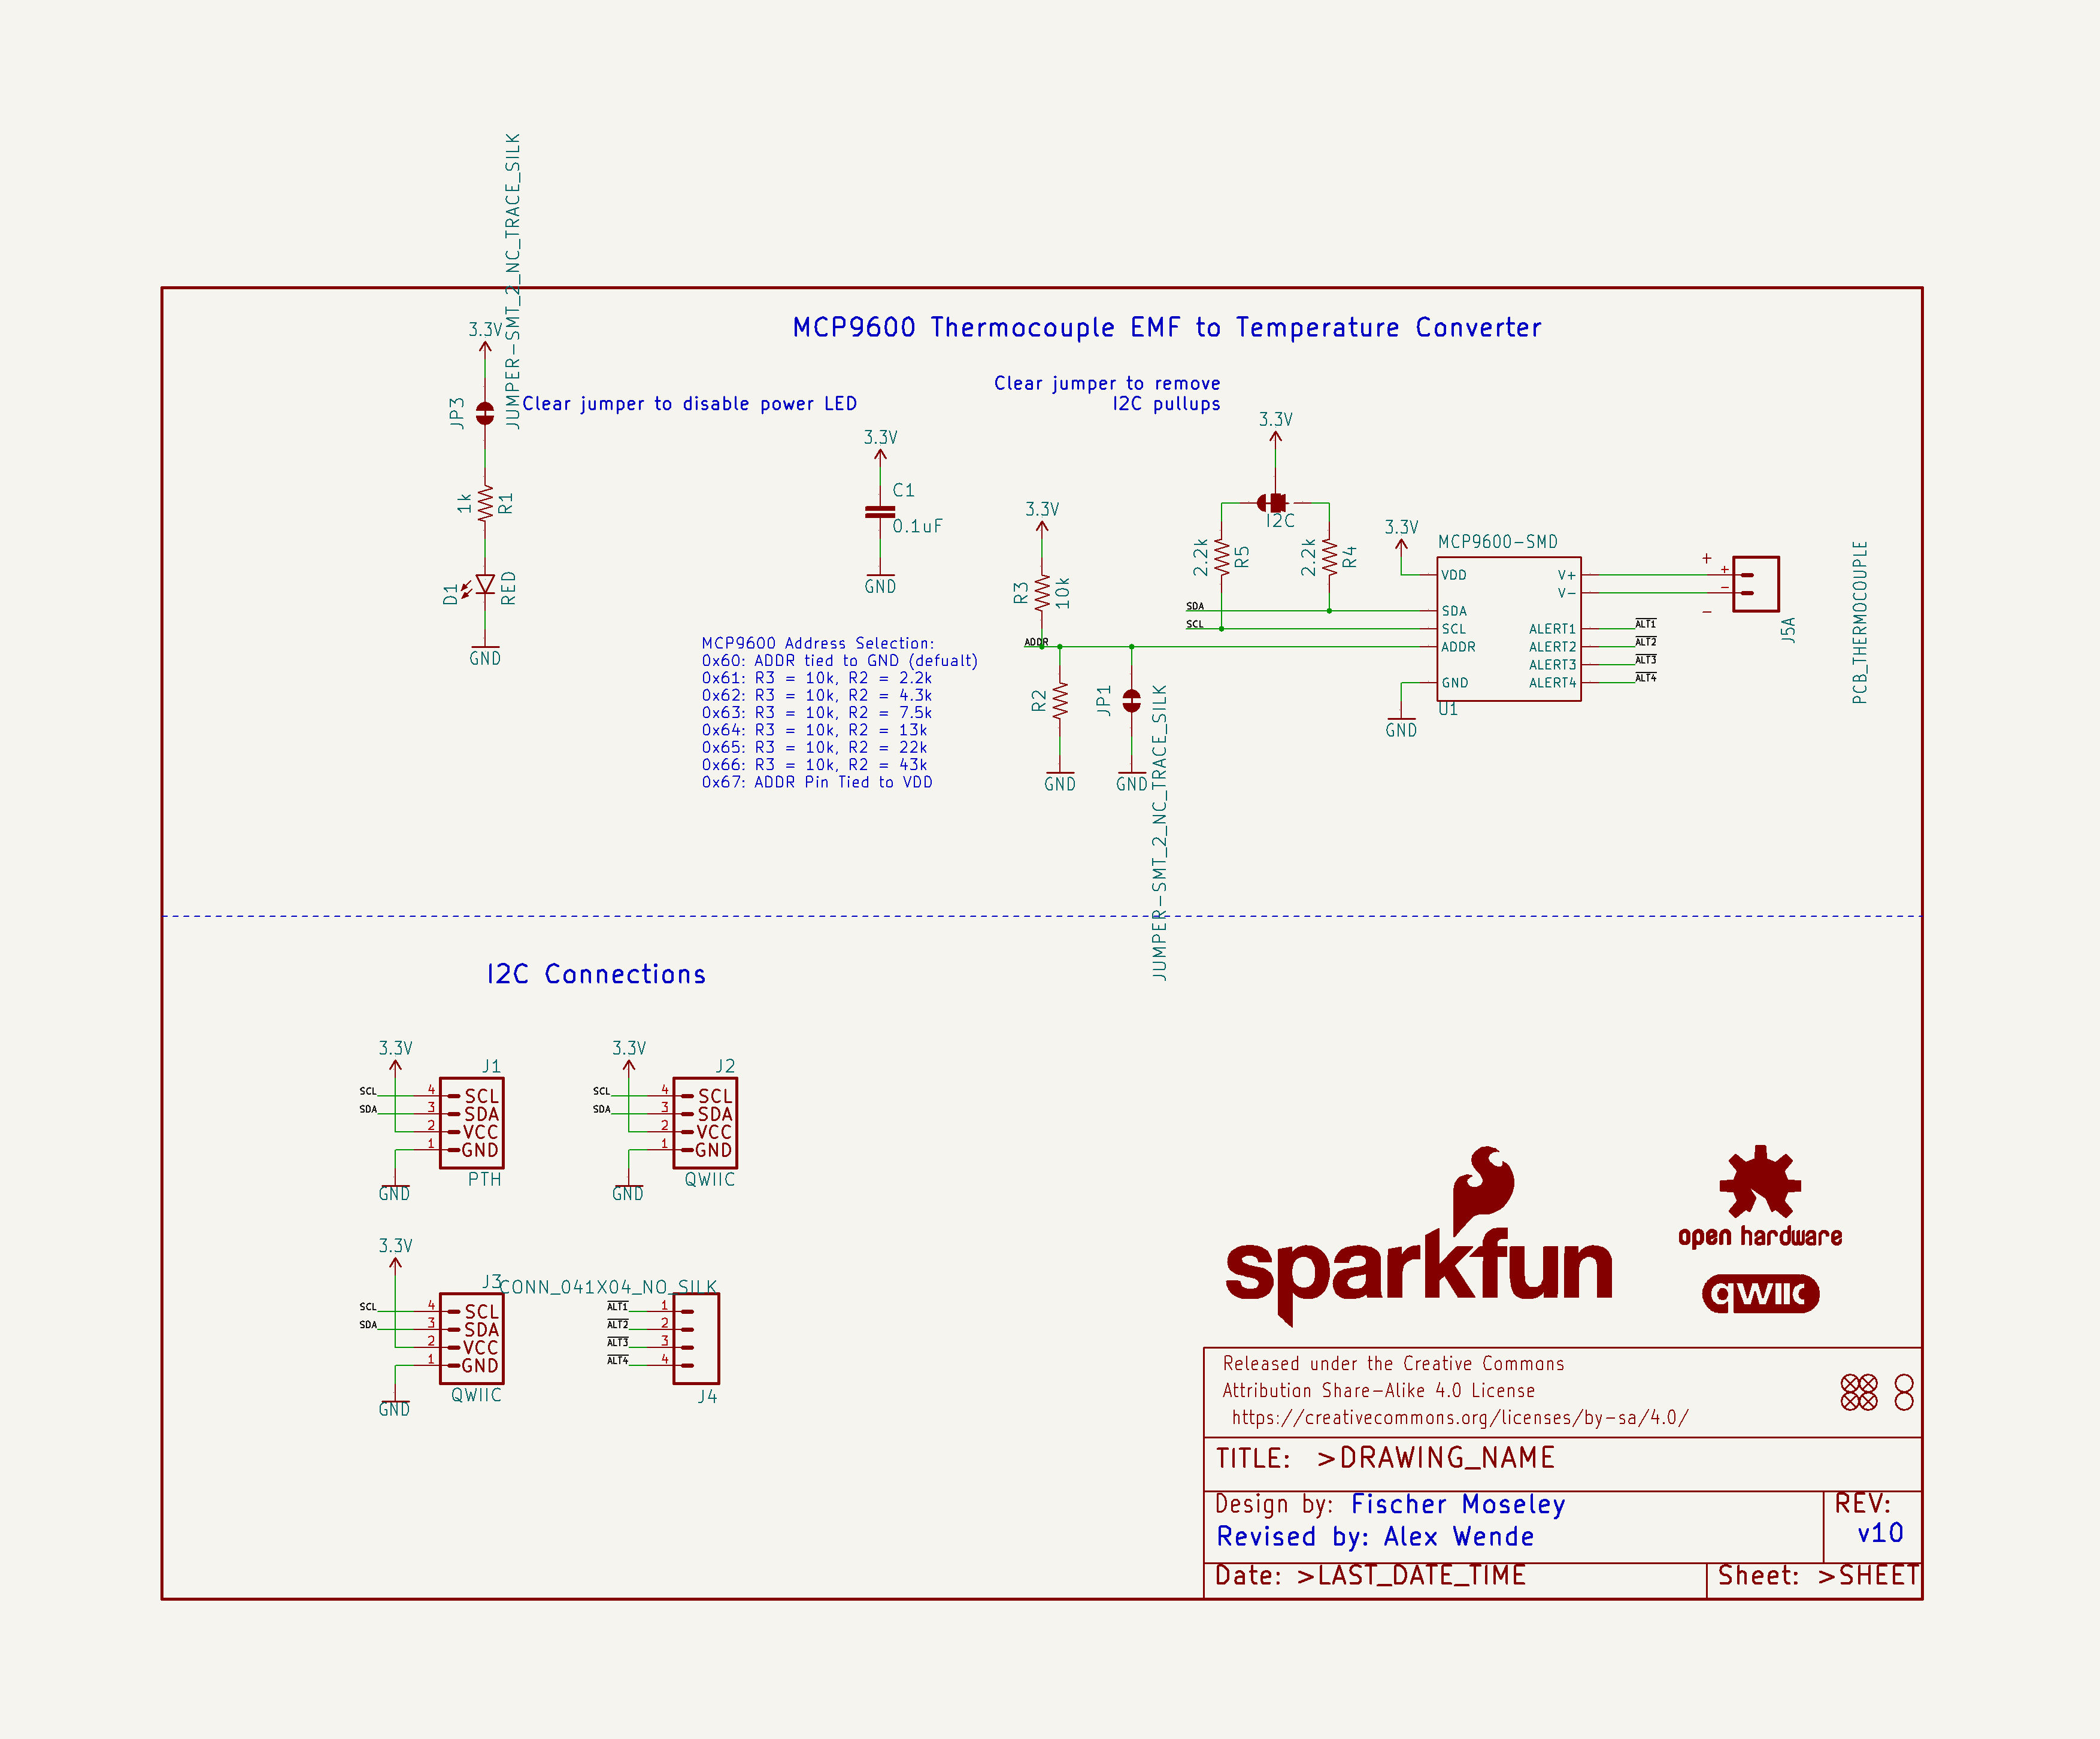 JUMPER-SMT_2_NC_TRACE_SILK
MCP9600 Thermocouple EMF to Temperature Converter
3.3V
JP3
Clear jumper to disable power LED
1k
R1
D1
RED
GND
3.3V
C1
0.1uF
GND
Clear jumper to remove
I2C pullups
3.3V
I2C
2.2k
R5
2.2k
R4
3.3V
R3
10k
SDA
SCL
ADDR
R2
GND
JP1
GND
JUMPER-SMT_2_NC_TRACE_SILK
3.3V
GND
MCP9600-SMD
VDD
SDA
SCL
ADDR
GND
V+
V-
ALERT1
ALERT2
ALERT3
ALERT4
U1
ALT1
ALT2
ALT3
ALT4
+
+
–
–
J5A
PCB_THERMOCOUPLE
MCP9600 Address Selection:
0x60: ADDR tied to GND (defualt)
0x61: R3 = 10k, R2 = 2.2k
0x62: R3 = 10k, R2 = 4.3k
0x63: R3 = 10k, R2 = 7.5k
0x64: R3 = 10k, R2 = 13k
0x65: R3 = 10k, R2 = 22k
0x66: R3 = 10k, R2 = 43k
0x67: ADDR Pin Tied to VDD
I2C Connections
3.3V
J1
SCL 4 SCL
SDA 3 SDA
2 VCC
1 GND
GND
PTH
3.3V
J2
SCL 4 SCL
SDA 3 SDA
2 VCC
1 GND
GND
QWIIC
3.3V
J3
SCL 4 SCL
SDA 3 SDA
2 VCC
1 GND
GND
QWIIC
CONN_041X04_NO_SILK
ALT1 1
ALT2 2
ALT3 3
ALT4 4
J4
sparkfun
open hardware
qwiic
Released under the Creative Commons
Attribution Share-Alike 4.0 License
https://creativecommons.org/licenses/by-sa/4.0/
TITLE: >DRAWING_NAME
Design by: Fischer Moseley
Revised by: Alex Wende
REV:
v10
Date: >LAST_DATE_TIME
Sheet: >SHEET